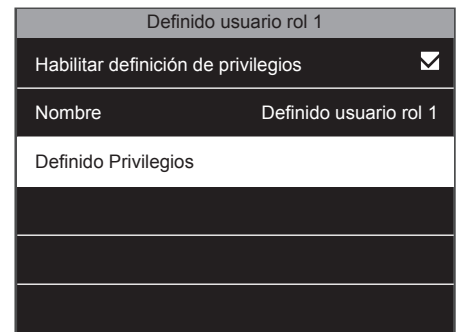 Definido usuario rol 1
Habilitar definición de privilegios
Nombre Definido usuario rol 1
Definido Privilegios